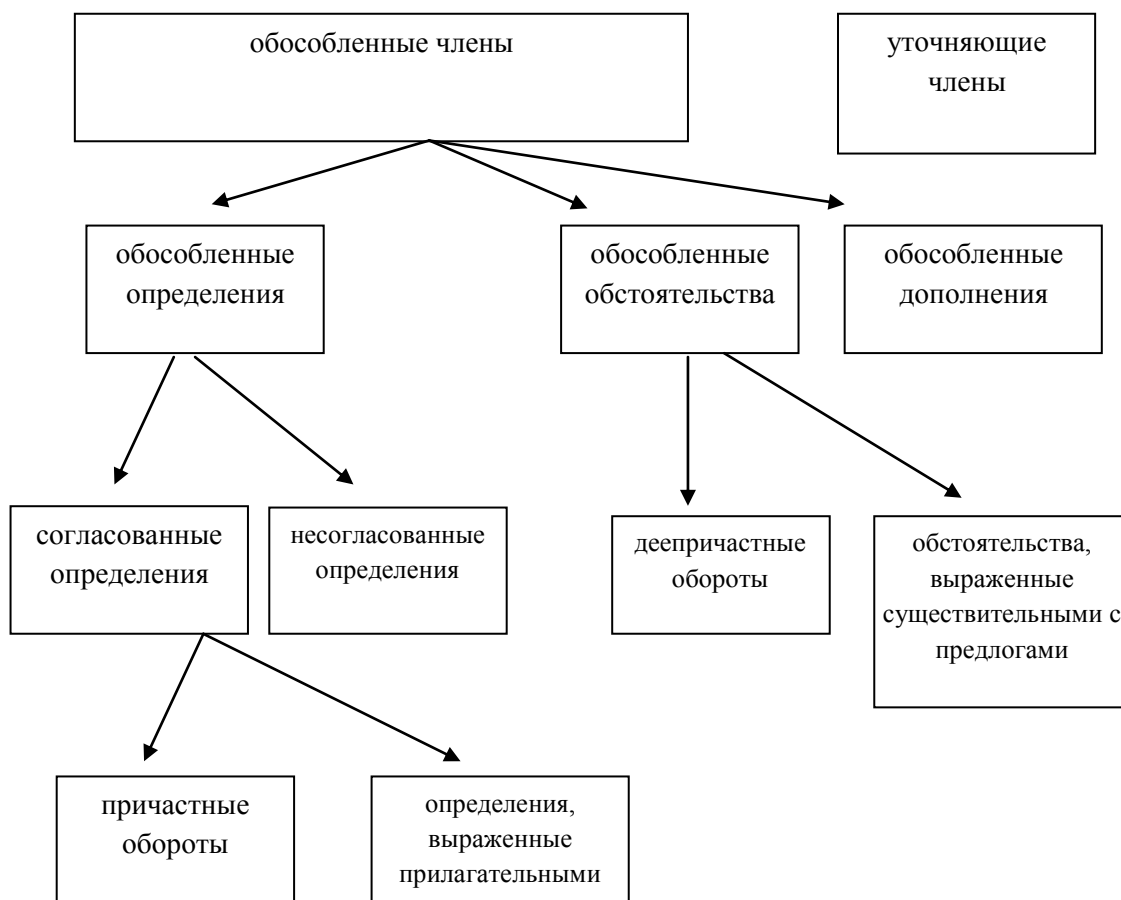 обособленные члены
уточняющие
члены
обособленные
определения
обособленные
обстоятельства
обособленные
дополнения
согласованные
определения
несогласованные
определения
деепричастные
обороты
обстоятельства,
выраженные
существительными с
предлогами
причастные
обороты
определения,
выраженные
прилагательными